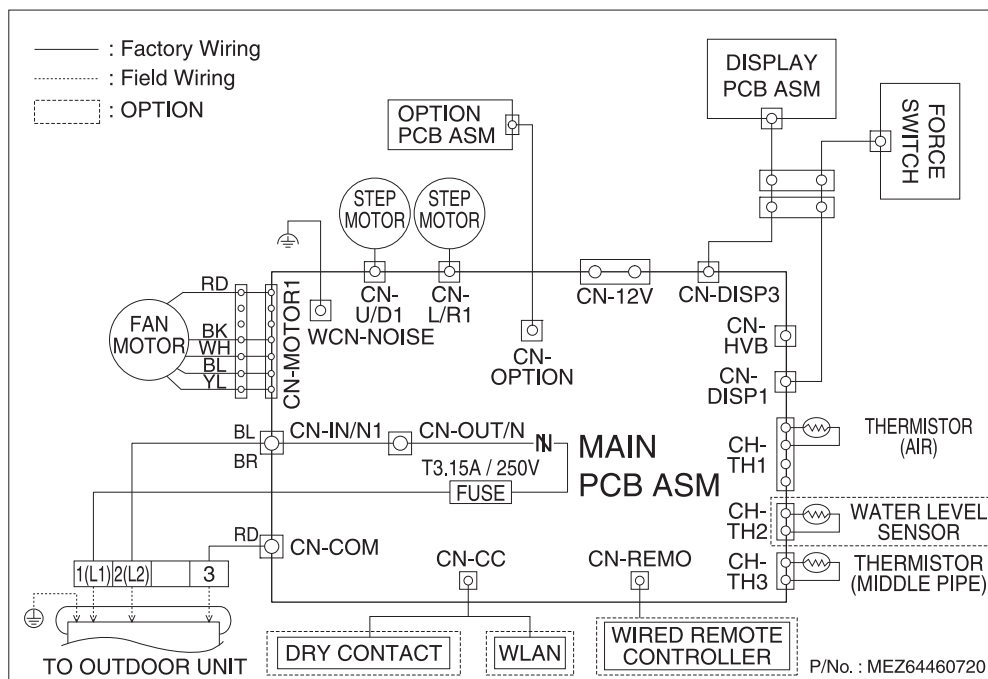 : Factory Wiring
: Field Wiring
: OPTION
DISPLAY
PCB ASM
OPTION
PCB ASM
FORCE
SWITCH
STEP
MOTOR
STEP
MOTOR
RD
FAN
MOTOR
BK
WH
BL
YL
CN-MOTOR1
WCN-NOISE
CN-
U/D1
CN-
L/R1
CN-
OPTION
CN-12V
CN-DISP3
CN-
HVB
CN-
DISP1
BL
BR
CN-IN/N1
CN-OUT/N
T3.15A / 250V
FUSE
MAIN
PCB ASM
CH-
TH1
THERMISTOR
(AIR)
CH-
TH2
WATER LEVEL
SENSOR
CH-
TH3
THERMISTOR
(MIDDLE PIPE)
RD
CN-COM
CN-CC
CN-REMO
1(L1) 2(L2) 3
TO OUTDOOR UNIT
DRY CONTACT
WLAN
WIRED REMOTE
CONTROLLER
P/No. : MEZ64460720